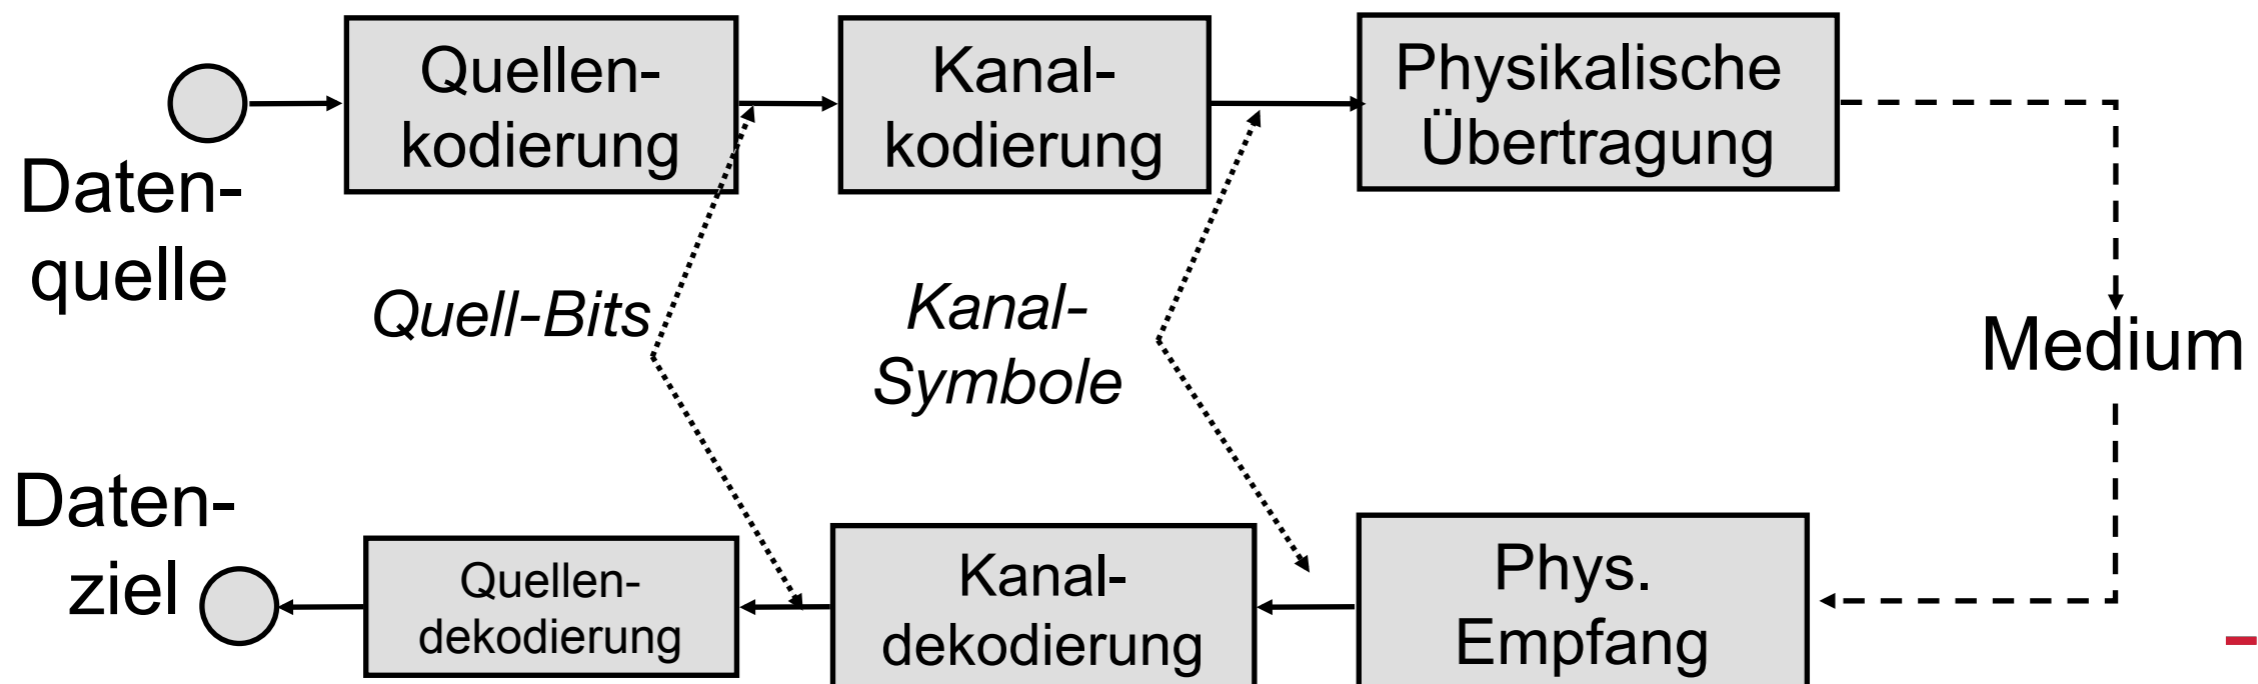 Quellen-
kodierung
Kanal-
kodierung
Physikalische
Übertragung
Daten-
quelle
Quell-Bits
Kanal-
Symbole
Medium
Daten-
ziel
Quellen-
dekodierung
Kanal-
dekodierung
Phys.
Empfang